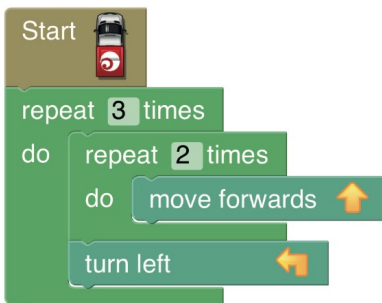 Start
repeat 3 times
do repeat 2 times
do move forwards
turn left